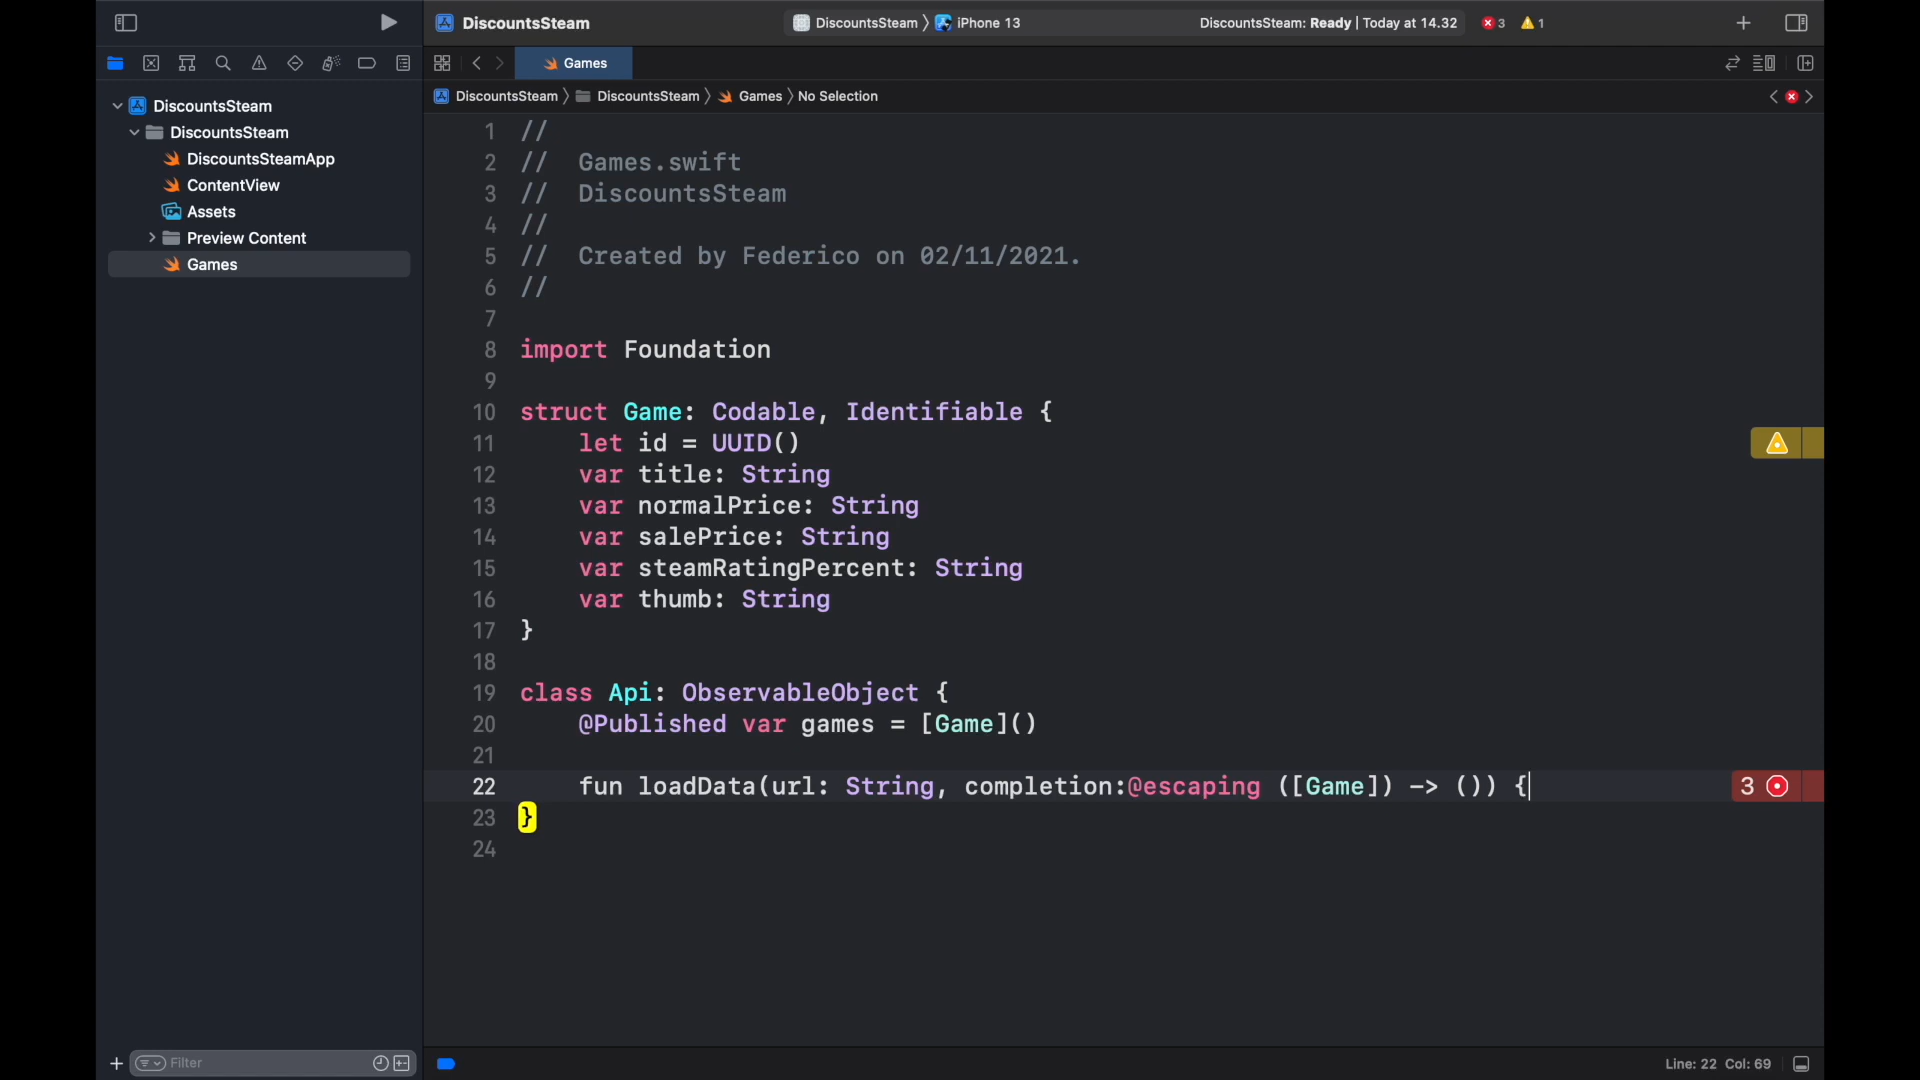 DiscountsSteam
DiscountsSteam 〉 iPhone 13
DiscountsSteam: Ready | Today at 14.32
3
1
Games
DiscountsSteam 〉 DiscountsSteam 〉 Games 〉 No Selection
DiscountsSteam
DiscountsSteam
DiscountsSteamApp
ContentView
Assets
Preview Content
Games
1 //
2 //  Games.swift
3 //  DiscountsSteam
4 //
5 //  Created by Federico on 02/11/2021.
6 //
7
8 import Foundation
9
10 struct Game: Codable, Identifiable {
11     let id = UUID()
12     var title: String
13     var normalPrice: String
14     var salePrice: String
15     var steamRatingPercent: String
16     var thumb: String
17 }
18
19 class Api: ObservableObject {
20     @Published var games = [Game]()
21
22     fun loadData(url: String, completion:@escaping ([Game]) -> ()) {
3
23 }
24
Filter
Line: 22 Col: 69